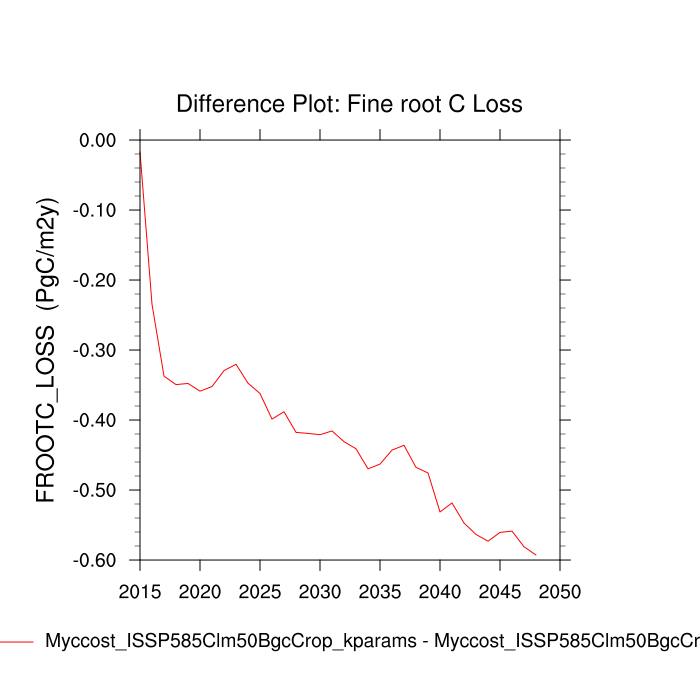 Difference Plot: Fine root C Loss
FROOTC_LOSS (PgC/m2y)
0.00
-0.10
-0.20
-0.30
-0.40
-0.50
-0.60
2015 2020 2025 2030 2035 2040 2045 2050
Myccost_ISSP585Clm50BgcCrop_kparams - Myccost_ISSP585Clm50BgcCr